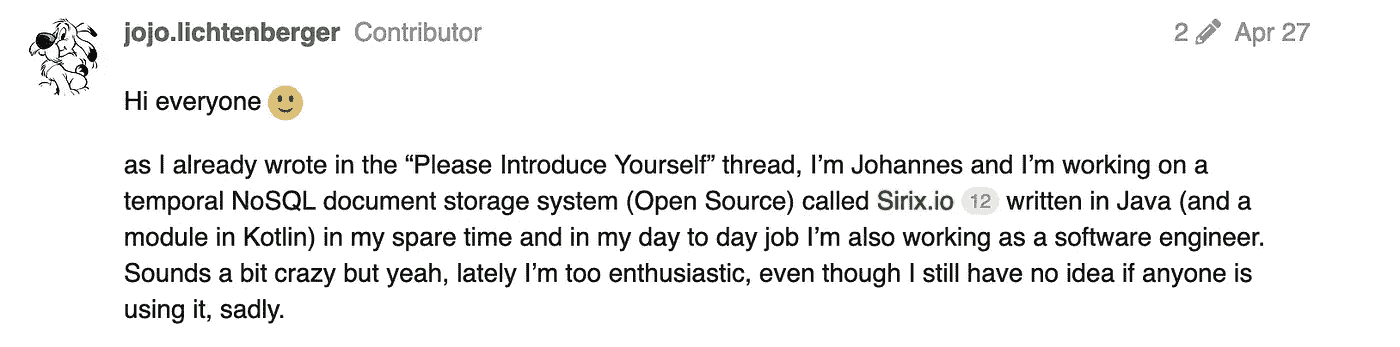 jojo.lichtenberger Contributor 2 Apr 27
Hi everyone
as I already wrote in the “Please Introduce Yourself” thread, I’m Johannes and I’m working on a
temporal NoSQL document storage system (Open Source) called Sirix.io 12 written in Java (and a
module in Kotlin) in my spare time and in my day to day job I’m also working as a software engineer.
Sounds a bit crazy but yeah, lately I’m too enthusiastic, even though I still have no idea if anyone is
using it, sadly.